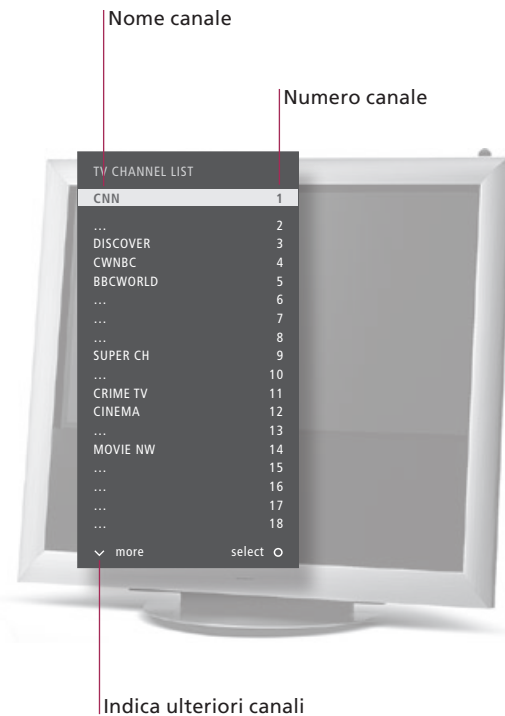 Nome canale
Numero canale
TV CHANNEL LIST
CNN 1
... 2
DISCOVER 3
CWNBC 4
BBCWORLD 5
... 6
... 7
... 8
SUPER CH 9
... 10
CRIME TV 11
CINEMA 12
... 13
MOVIE NW 14
... 15
... 16
... 17
... 18
more select
Indica ulteriori canali